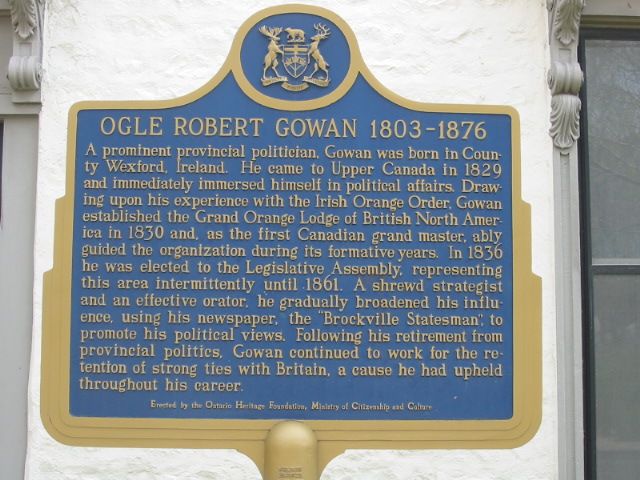 OGLE ROBERT GOWAN 1803-1876
A prominent provincial politician, Gowan was born in Coun-
ty Wexford, Ireland. He came to Upper Canada in 1829
and immediately immersed himself in political affairs. Draw-
ing upon his experience with the Irish Orange Order, Gowan
established the Grand Orange Lodge of British North Amer-
ica in 1830 and, as the first Canadian grand master, ably
guided the organization during its formative years. In 1836
he was elected to the Legislative Assembly, representing
this area intermittently until 1861. A shrewd strategist
and an effective orator, he gradually broadened his influ-
ence, using his newspaper, the "Brockville Statesman", to
promote his political views. Following his retirement from
provincial politics, Gowan continued to work for the re-
tention of strong ties with Britain, a cause he had upheld
throughout his career.
Erected by the Ontario Heritage Foundation, Ministry of Citizenship and Culture